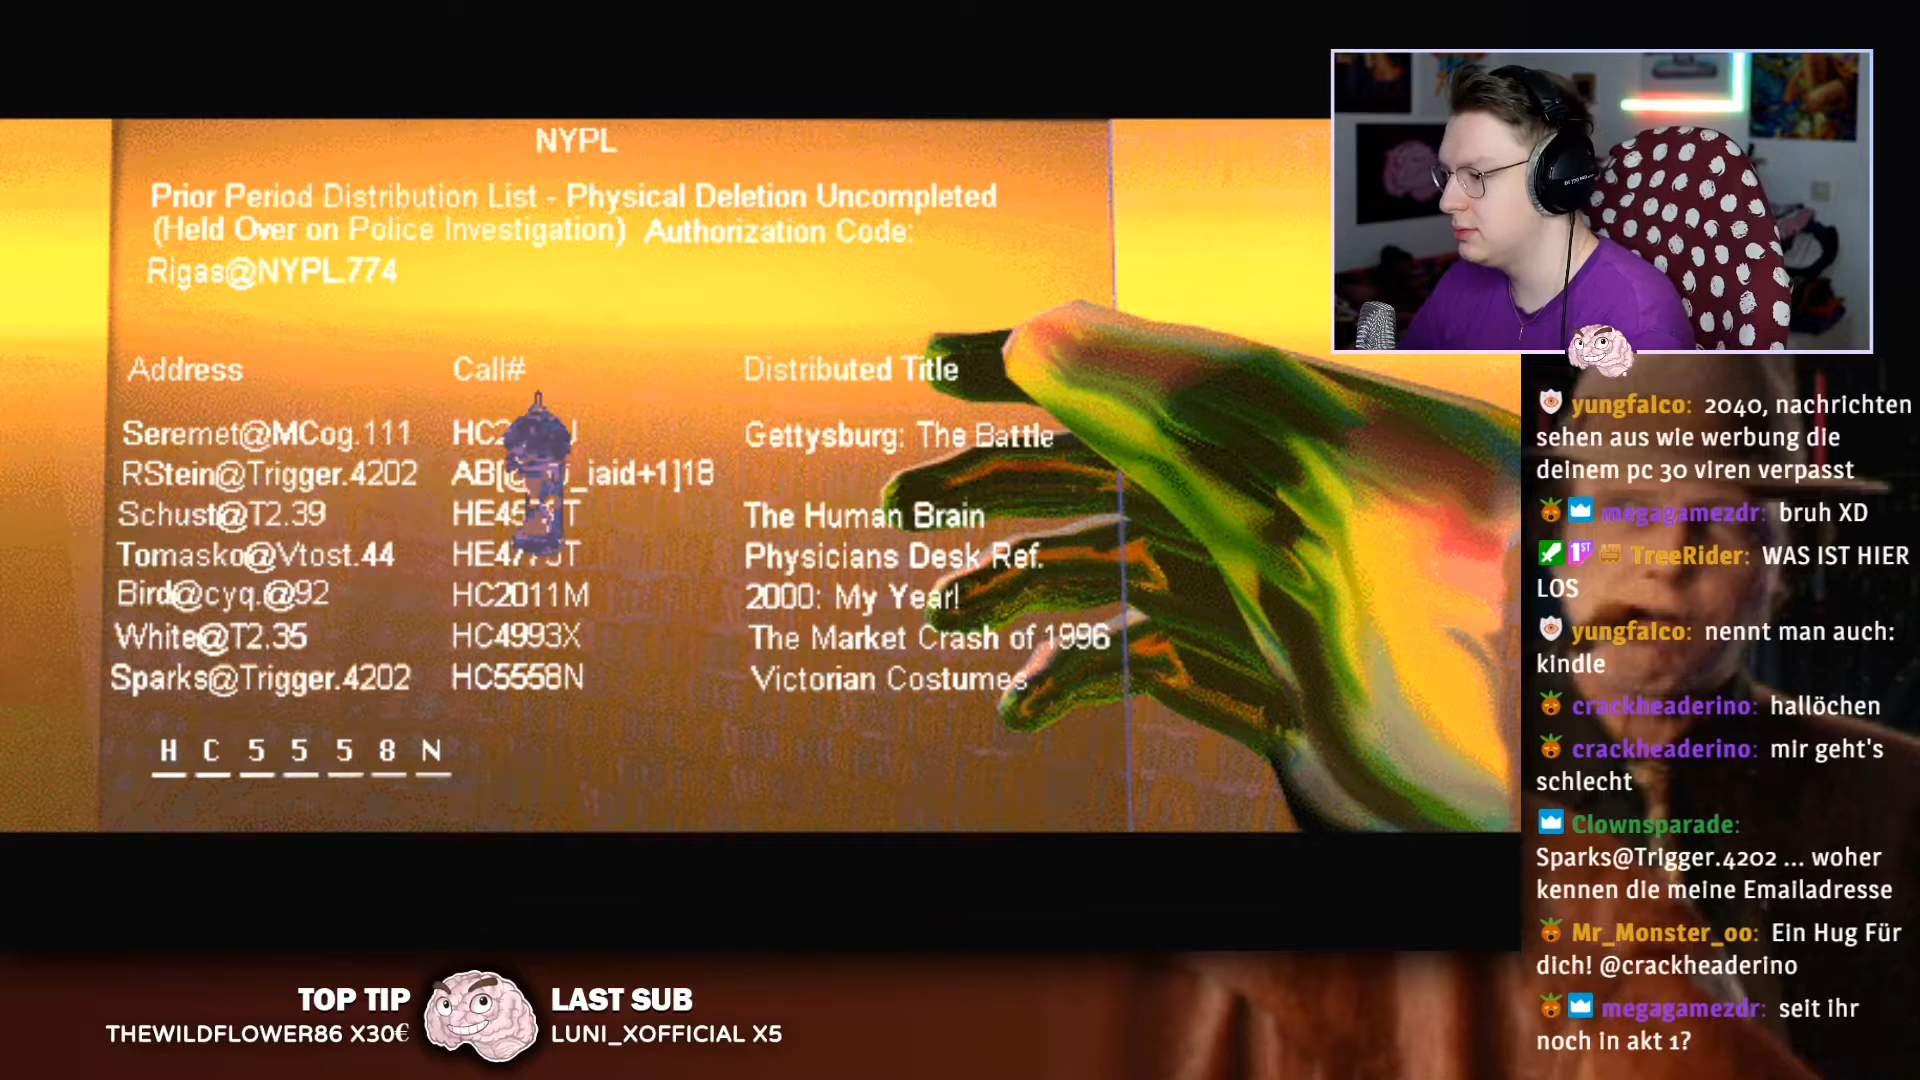 NYPL
Prior Period Distribution List - Physical Deletion Uncompleted
(Held Over on Police Investigation) Authorization Code:
Rigas@NYPL.774
Address Call# Distributed Title
Seremet@MCog.111 Gettysburg: The Battle
RStein@Trigger.4202
Schust@T2.39 The Human Brain
Tomasko@Vtost.44 Physicians Desk Ref.
Bird@cyq.@92 HC2011M 2000: My Year!
White@T2.35 HC4993X The Market Crash of 1996
Sparks@Trigger.4202 HC5558N Victorian Costumes
H C 5 5 5 8 N
yungfalco: 2040, nachrichten
sehen aus wie werbung die
deinem pc 30 viren verpasst
megagamezdr: bruh XD
1ST TreeRider: WAS IST HIER
LOS
yungfalco: nennt man auch:
kindle
crackheaderino: hallöchen
crackheaderino: mir geht's
schlecht
Clownsparade:
Sparks@Trigger.4202 ... woher
kennen die meine Emailadresse
Mr_Monster_oo: Ein Hug Für
dich! @crackheaderino
megagamezdr: seit ihr
noch in akt 1?
TOP TIP
THEWILDFLOWER86 X30€
LAST SUB
LUNI_XOFFICIAL X5